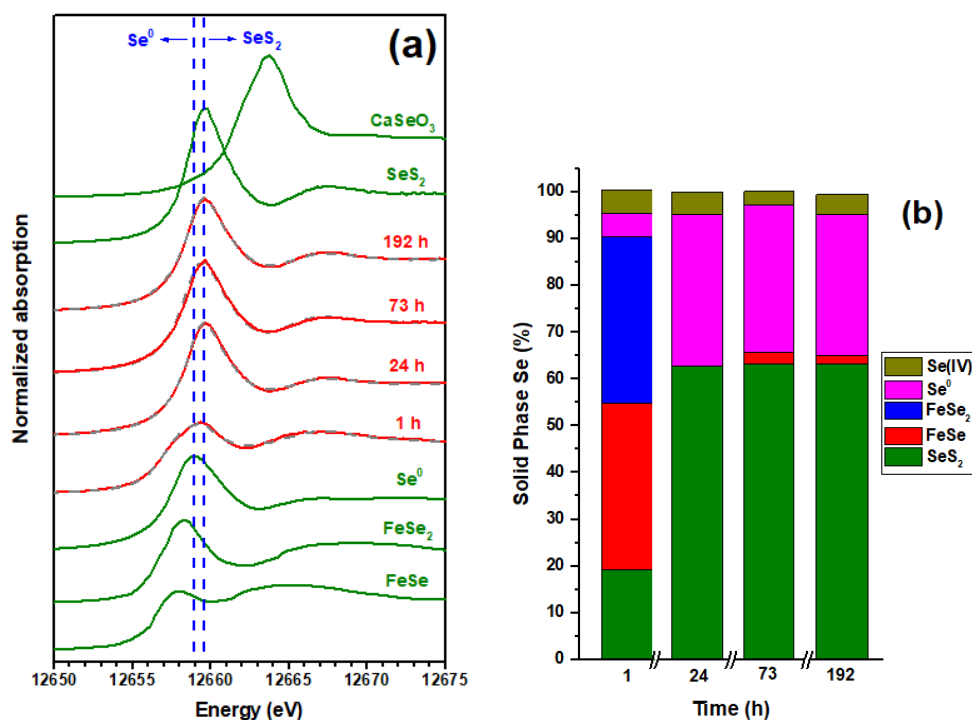 Se⁰
SeS₂
(a)
CaSeO₃
SeS₂
192 h
73 h
24 h
1 h
Se⁰
FeSe₂
FeSe
Normalized absorption
12650 12655 12660 12665 12670 12675
Energy (eV)
(b)
100
90
80
70
60
50
40
30
20
10
0
Solid Phase Se (%)
1 24 73 192
Time (h)
Se(IV)
Se⁰
FeSe₂
FeSe
SeS₂